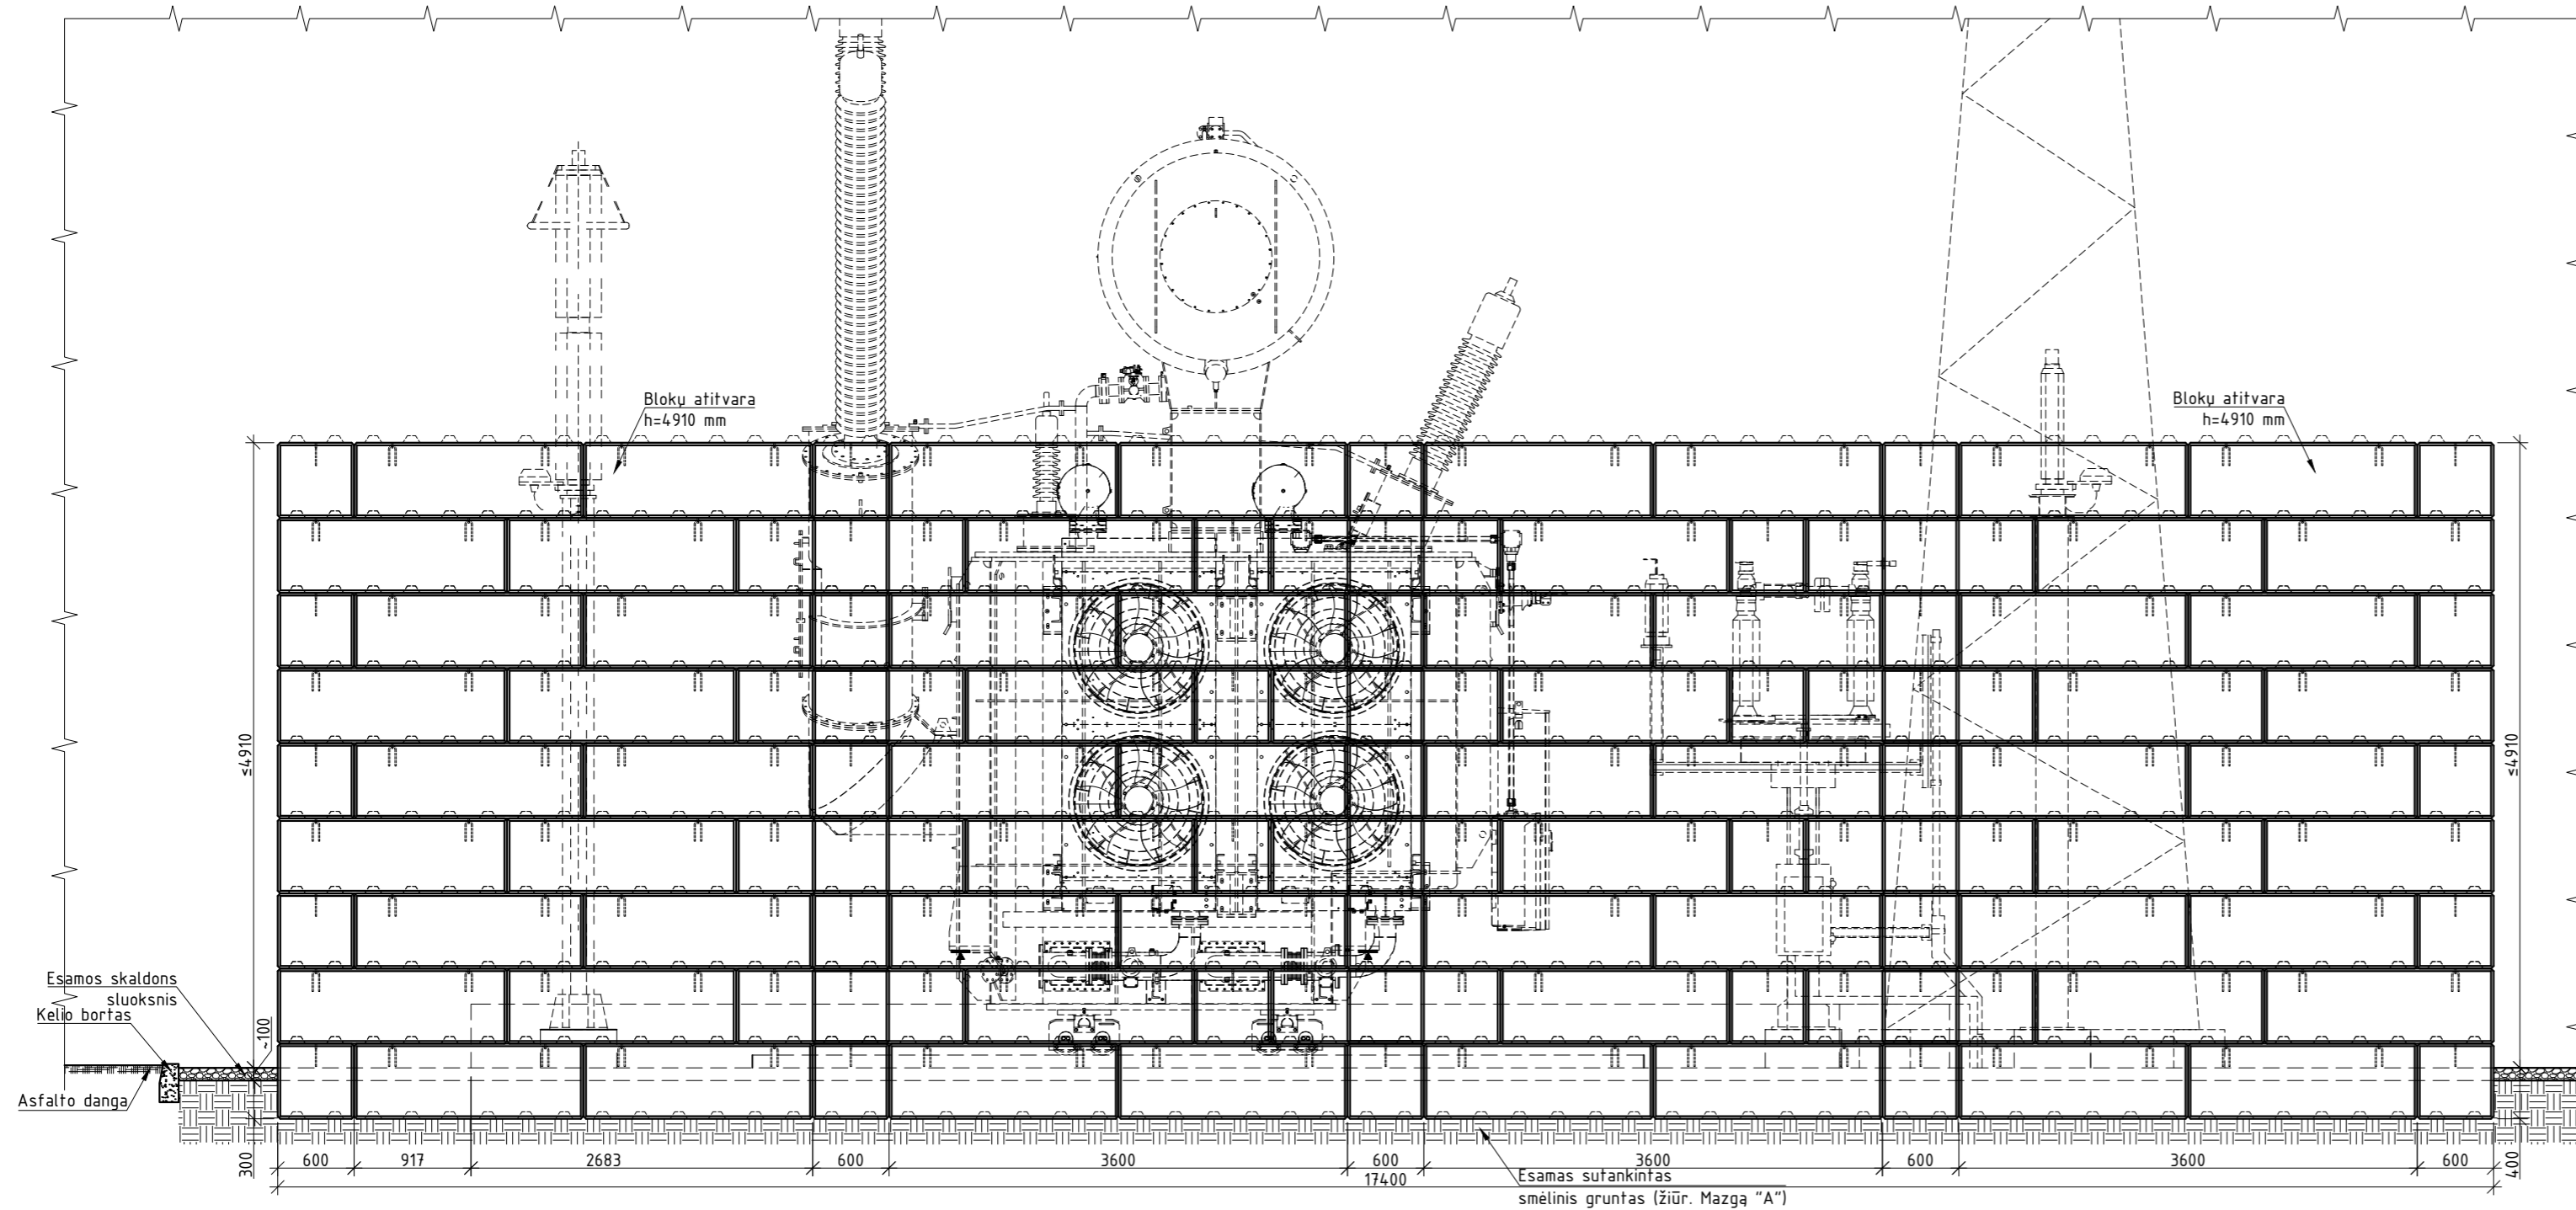 Blokų atitvara
h=4910 mm
Blokų atitvara
h=4910 mm
≤4910
≤4910
Esamos skaldons
sluoksnis
Kelio bortas
~100
Asfalto danga
300
600
917
2683
600
3600
600
3600
600
3600
600
400
17400
Esamas sutankintas
smėlinis gruntas (žiūr. Mazgą "A")